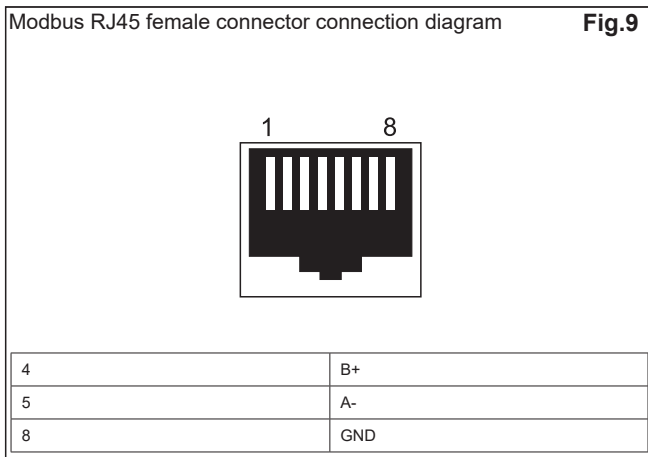 Modbus RJ45 female connector connection diagram Fig.9
1 8
4 B+
5 A-
8 GND